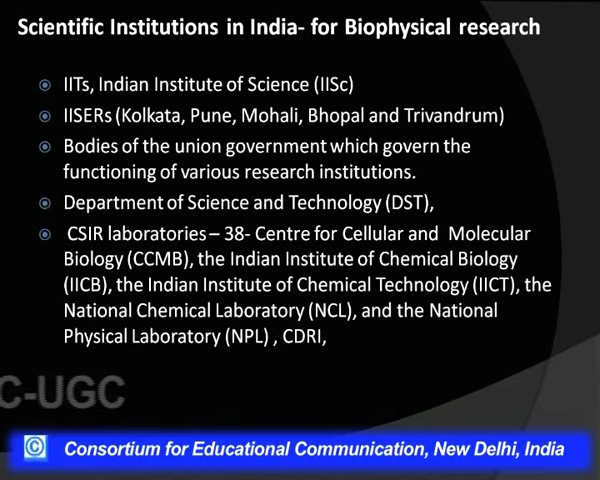 Scientific Institutions in India- for Biophysical research
IITs, Indian Institute of Science (IISc)
IISERs (Kolkata, Pune, Mohali, Bhopal and Trivandrum)
Bodies of the union government which govern the
functioning of various research institutions.
Department of Science and Technology (DST),
CSIR laboratories – 38- Centre for Cellular and Molecular
Biology (CCMB), the Indian Institute of Chemical Biology
(IICB), the Indian Institute of Chemical Technology (IICT), the
National Chemical Laboratory (NCL), and the National
Physical Laboratory (NPL) , CDRI,
C-UGC
© Consortium for Educational Communication, New Delhi, India